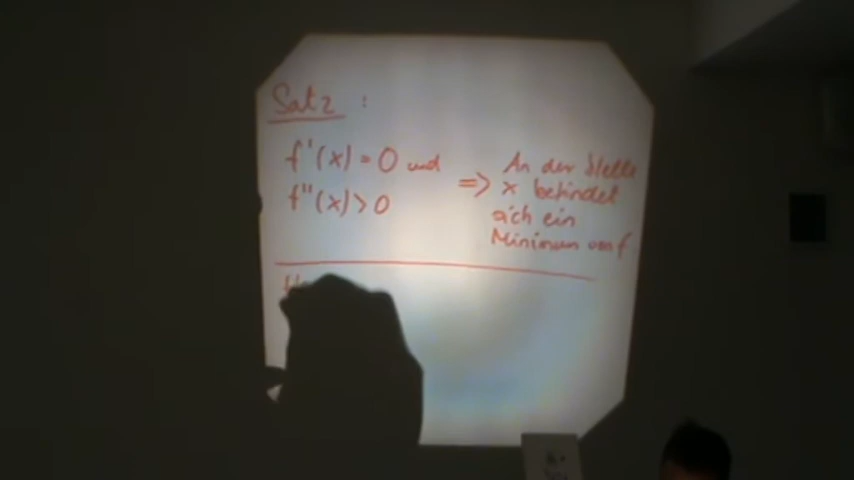 Satz :
f'(x) = 0 und
f''(x) > 0
=> An der Stelle
x befindet
sich ein
Minimum von f